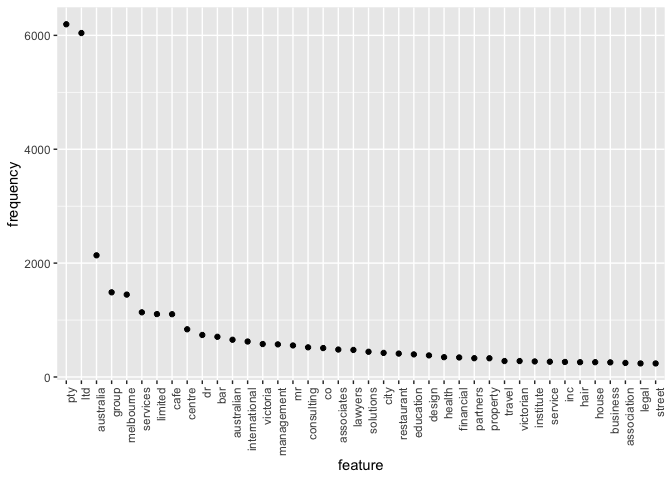 6000
4000
2000
0
frequency
pty
ltd
australia
group
melbourne
services
limited
cafe
centre
dr
bar
australian
international
victoria
management
mr
consulting
co
associates
lawyers
solutions
city
restaurant
education
design
health
financial
partners
property
travel
victorian
institute
service
inc
hair
house
business
association
legal
street
feature